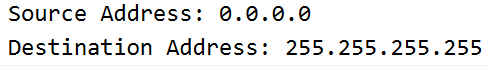 Source Address: 0.0.0.0
Destination Address: 255.255.255.255